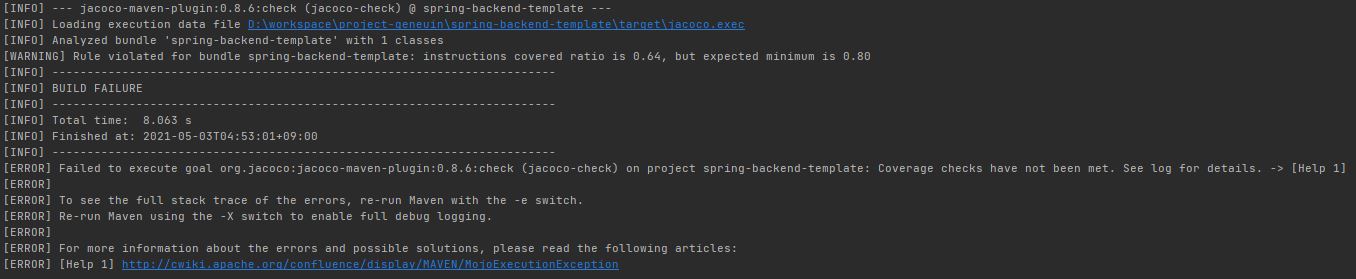 [INFO] --- jacoco-maven-plugin:0.8.6:check (jacoco-check) @ spring-backend-template ---
[INFO] Loading execution data file D:\workspace\project-geneuin\spring-backend-template\target\jacoco.exec
[INFO] Analyzed bundle 'spring-backend-template' with 1 classes
[WARNING] Rule violated for bundle spring-backend-template: instructions covered ratio is 0.64, but expected minimum is 0.80
[INFO] ------------------------------------------------------------------------
[INFO] BUILD FAILURE
[INFO] ------------------------------------------------------------------------
[INFO] Total time:  8.063 s
[INFO] Finished at: 2021-05-03T04:53:01+09:00
[INFO] ------------------------------------------------------------------------
[ERROR] Failed to execute goal org.jacoco:jacoco-maven-plugin:0.8.6:check (jacoco-check) on project spring-backend-template: Coverage checks have not been met. See log for details. -> [Help 1]
[ERROR]
[ERROR] To see the full stack trace of the errors, re-run Maven with the -e switch.
[ERROR] Re-run Maven using the -X switch to enable full debug logging.
[ERROR]
[ERROR] For more information about the errors and possible solutions, please read the following articles:
[ERROR] [Help 1] http://cwiki.apache.org/confluence/display/MAVEN/MojoExecutionException